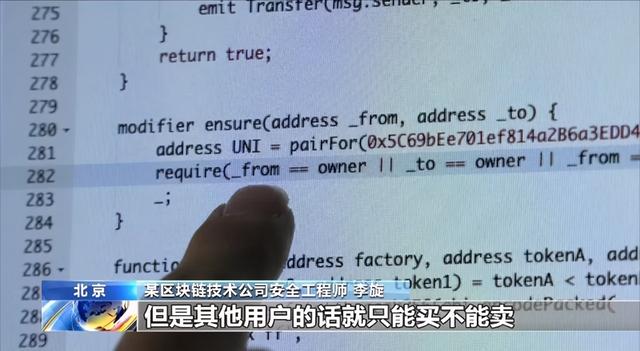 275 emit Transfer(msg.sender, _to,
276 }
277 return true;
278 }
279
280 modifier ensure(address _from, address _to) {
281 address UNI = pairFor(0x5C69bEe701ef814a2B6a3EDD4
282 require(_from == owner || _to == owner || _from =
283 _;
284 }
285
286 function address factory, address tokenA, address
287 token1) = tokenA < token
codePacked(
289
北京
某区块链技术公司安全工程师 李旋
但是其他用户的话就只能买不能卖